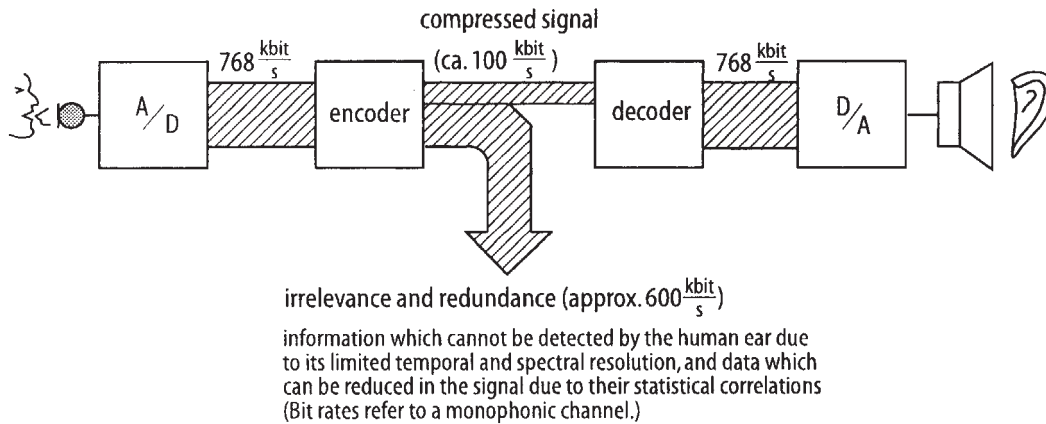 compressed signal
768 kbit/s
(ca. 100 kbit/s)
768 kbit/s
A/D
encoder
decoder
D/A
irrelevance and redundance (approx. 600 kbit/s)
information which cannot be detected by the human ear due
to its limited temporal and spectral resolution, and data which
can be reduced in the signal due to their statistical correlations
(Bit rates refer to a monophonic channel.)